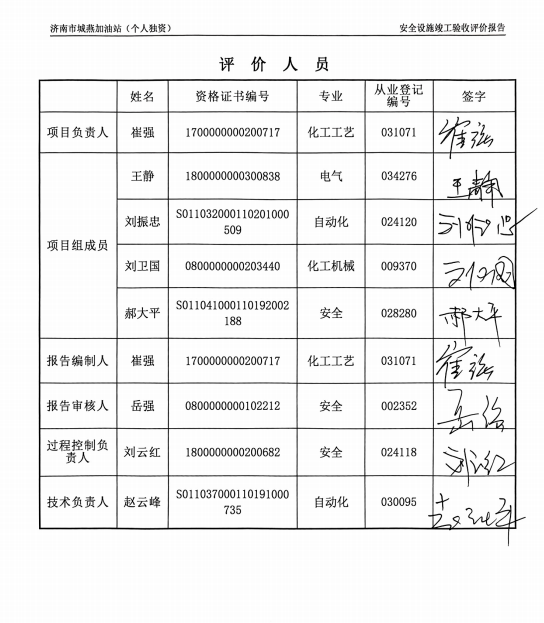 济南市城燕加油站（个人独资） 安全设施竣工验收评价报告
评价人员
姓名 资格证书编号 专业 从业登记编号 签字
项目负责人 崔强 1700000000200717 化工工艺 031071 崔强
项目组成员 王静 1800000000300838 电气 034276 王静
刘振忠 S011032000110201000509 自动化 024120
刘卫国 0800000000203440 化工机械 009370 刘卫国
郝大平 S011041000110192002188 安全 028280 郝大平
报告编制人 崔强 1700000000200717 化工工艺 031071 崔强
报告审核人 岳强 0800000000102212 安全 002352 岳强
过程控制负责人 刘云红 1800000000200682 安全 024118 刘云红
技术负责人 赵云峰 S011037000110191000735 自动化 030095 赵云峰